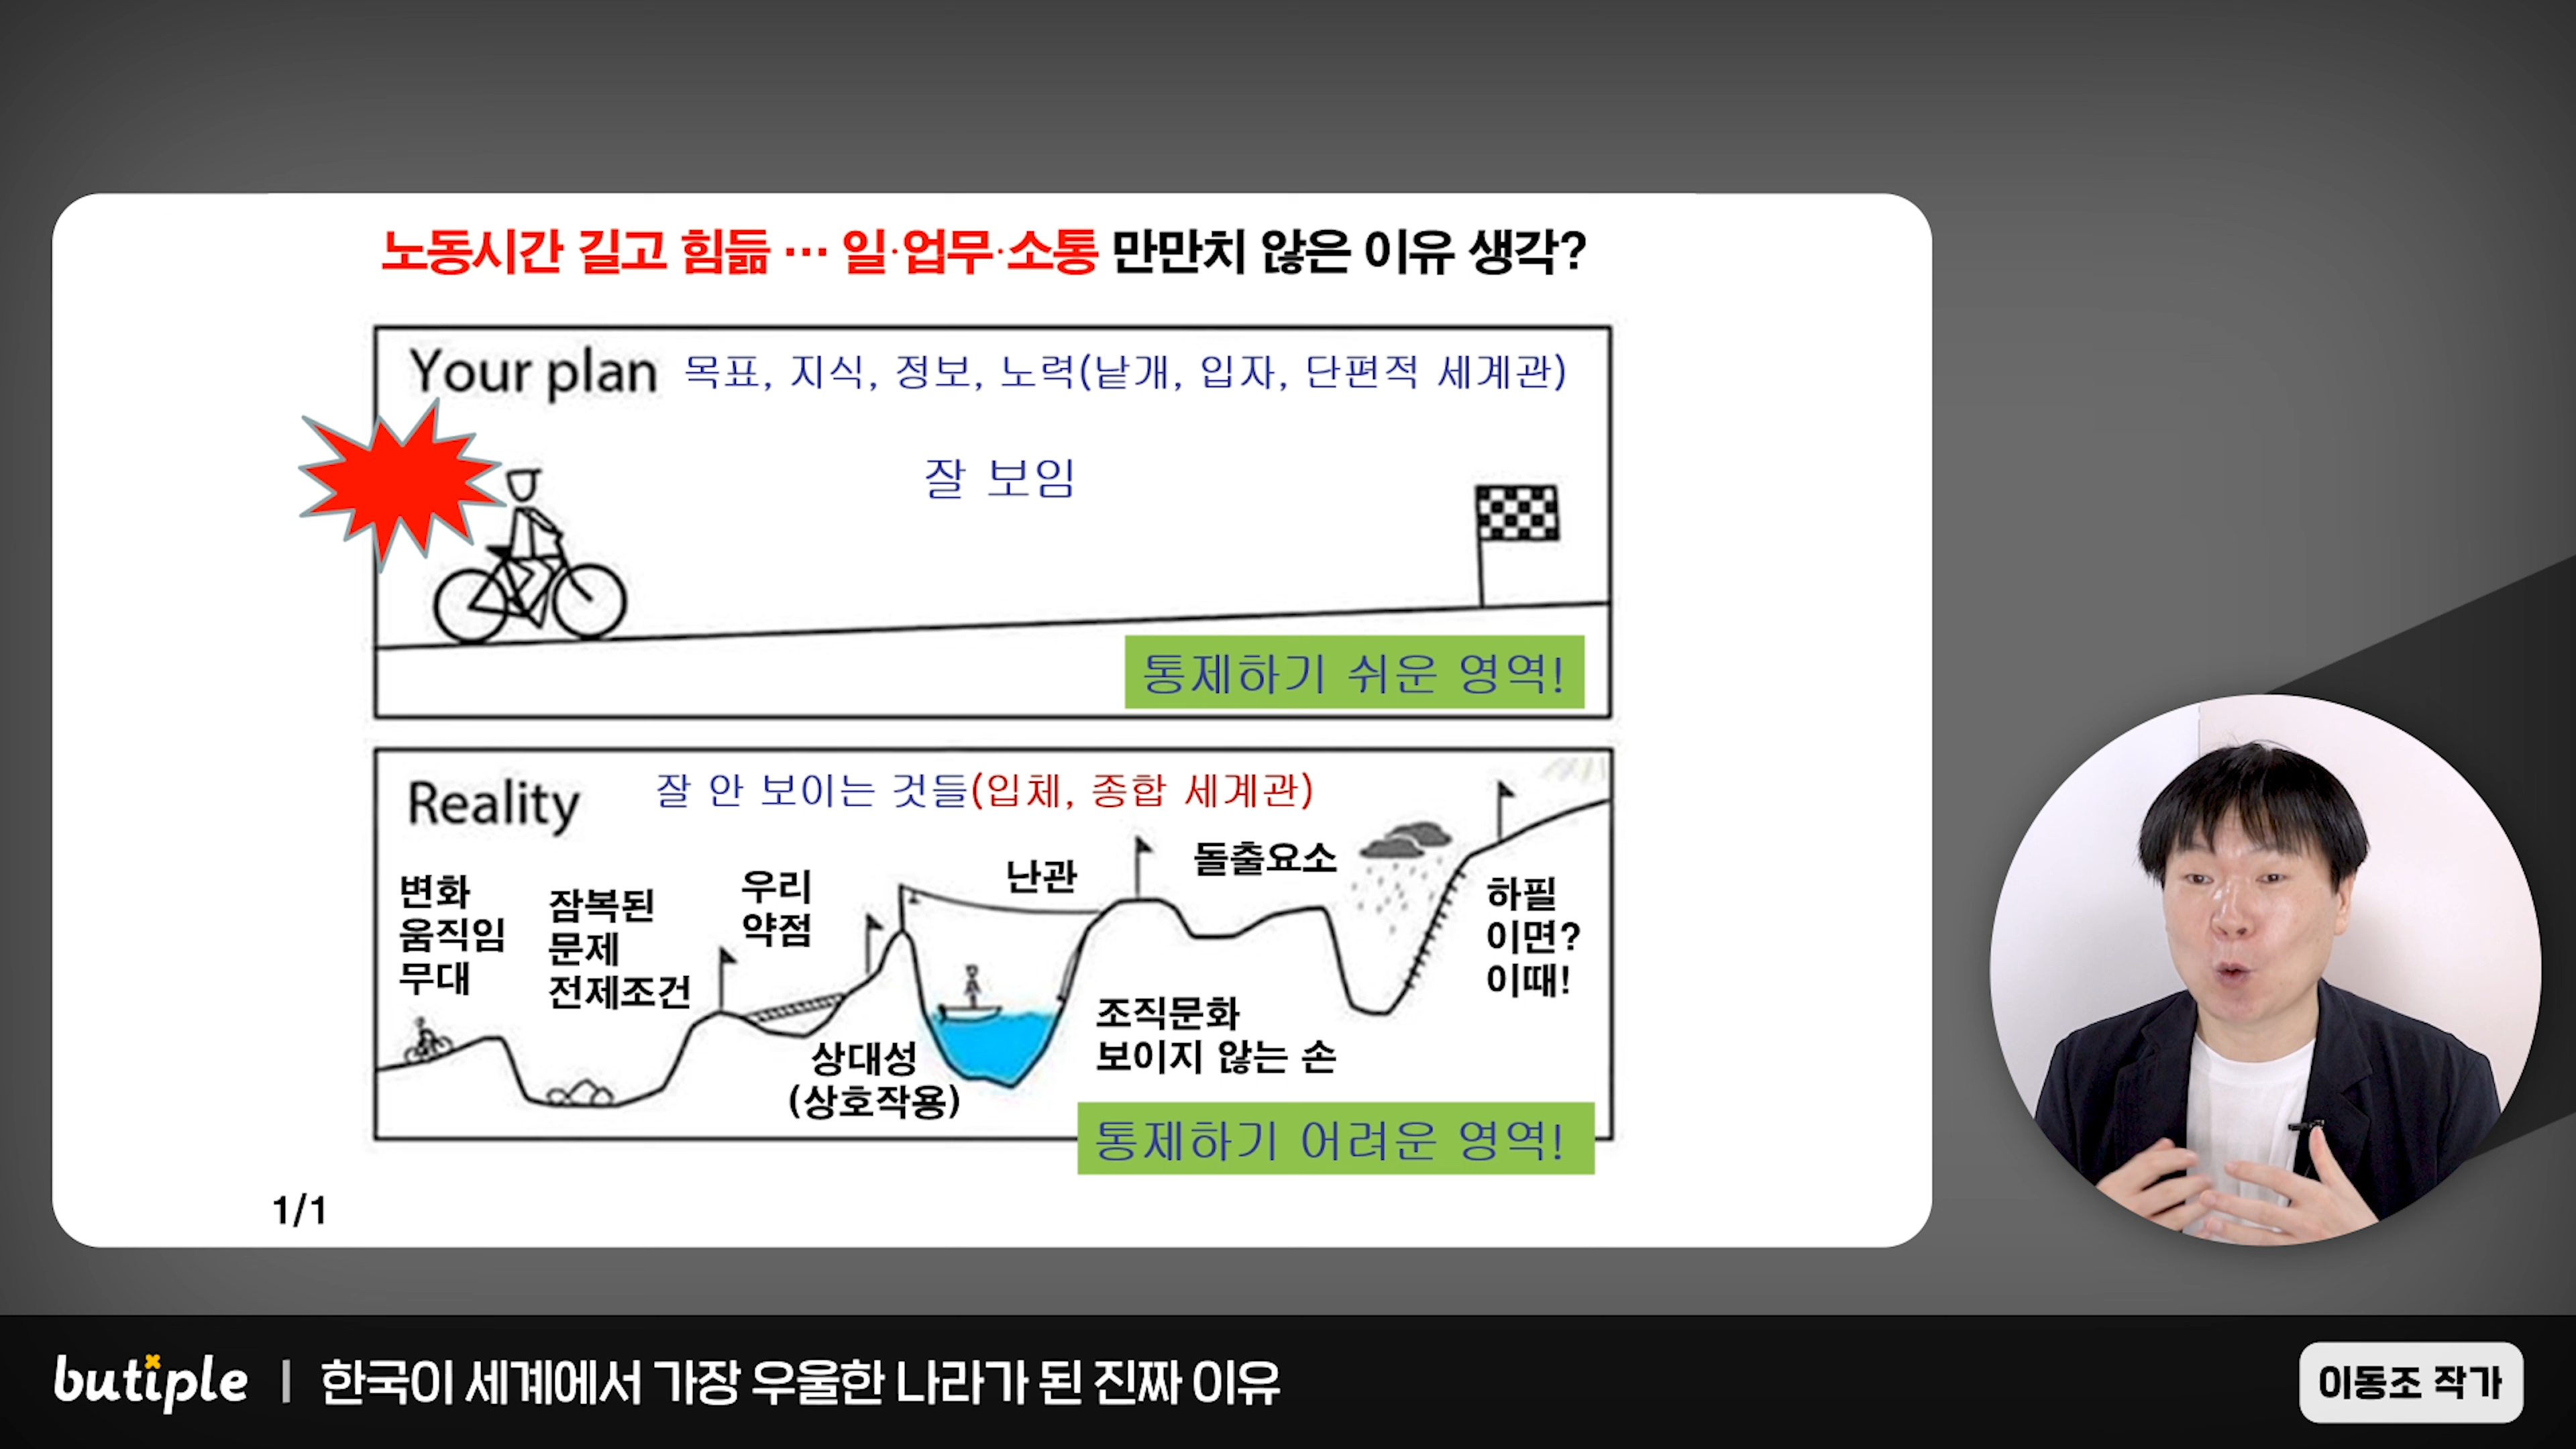 노동시간 길고 힘듦 … 일·업무·소통 만만치 않은 이유 생각?
Your plan 목표, 지식, 정보, 노력(낱개, 입자, 단편적 세계관)
잘 보임
통제하기 쉬운 영역!
Reality 잘 안 보이는 것들(입체, 종합 세계관)
변화
움직임
무대
잠복된
문제
전제조건
우리
약점
상대성
(상호작용)
난관
조직문화
보이지 않는 손
돌출요소
하필
이면?
이때!
통제하기 어려운 영역!
1/1
butiple | 한국이 세계에서 가장 우울한 나라가 된 진짜 이유
이동조 작가